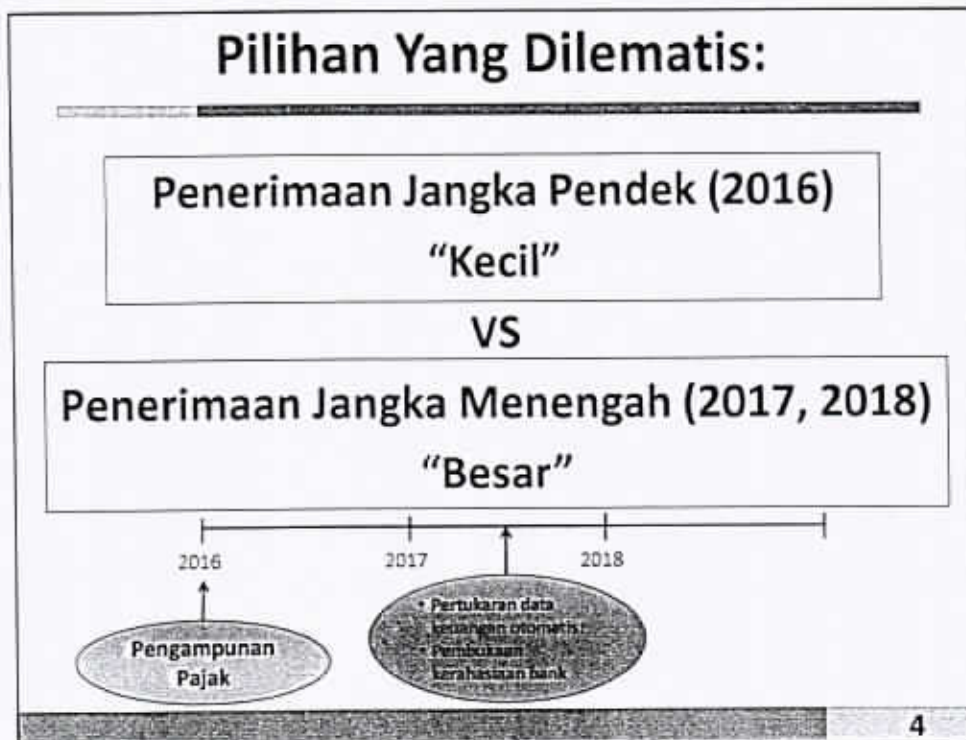 Pilihan Yang Dilematis:
Penerimaan Jangka Pendek (2016)
“Kecil”
VS
Penerimaan Jangka Menengah (2017, 2018)
“Besar”
2016
2017
2018
Pengampunan
Pajak
• Pertukaran data
keuangan otomatis
• Pembukaan
kerahasiaan bank
4